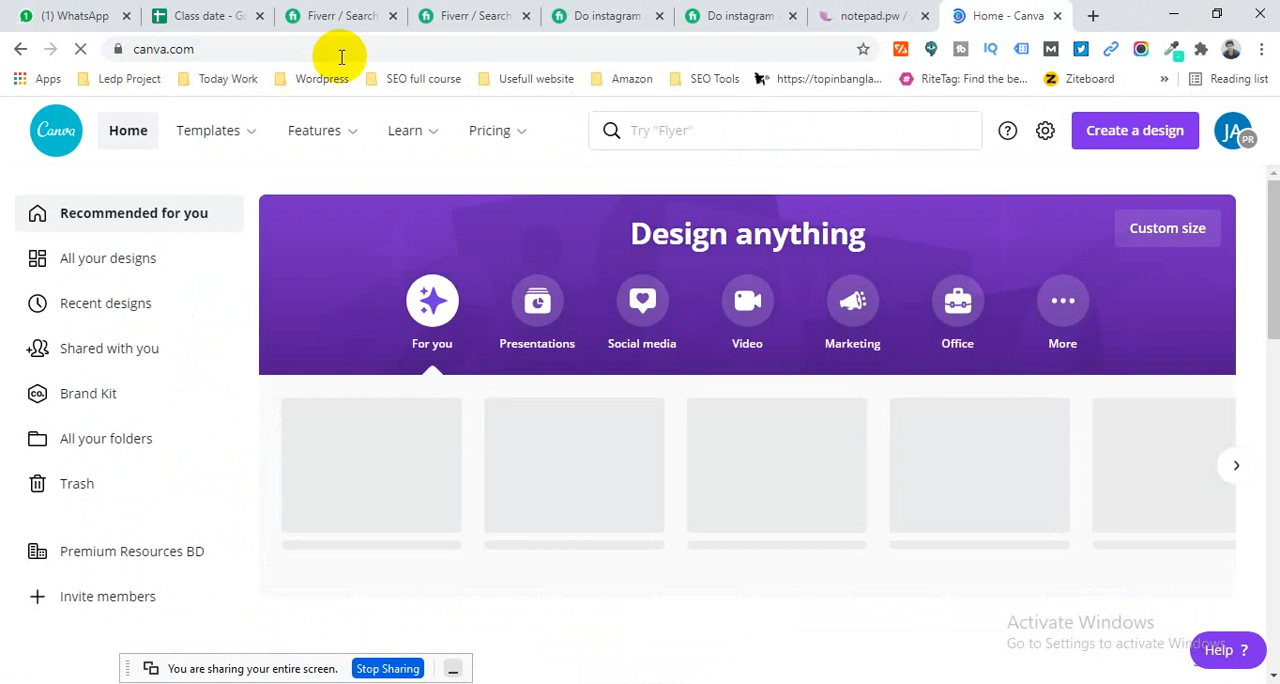 (1) WhatsApp
Class date - Go
Fiverr / Search
Fiverr / Search
Do instagram
Do instagram
notepad.pw /
Home - Canva
canva.com
Apps
Ledp Project
Today Work
Wordpress
SEO full course
Usefull website
Amazon
SEO Tools
https://topinbangla...
RiteTag: Find the be...
Ziteboard
Reading list
Canva
Home
Templates
Features
Learn
Pricing
Try "Flyer"
Create a design
JA
PR
Recommended for you
All your designs
Recent designs
Shared with you
Brand Kit
All your folders
Trash
Premium Resources BD
Invite members
Design anything
Custom size
For you
Presentations
Social media
Video
Marketing
Office
More
Activate Windows
Go to Settings to activate Windows.
Help ?
You are sharing your entire screen.
Stop Sharing